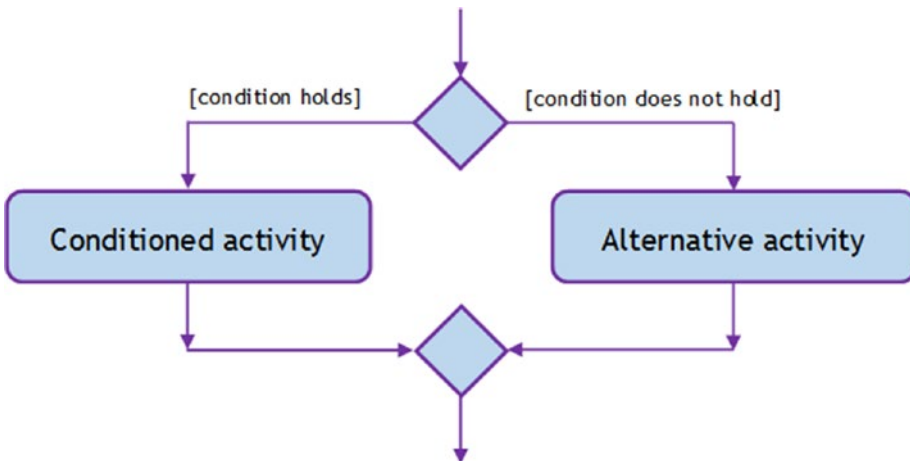 [condition holds]
[condition does not hold]
Conditioned activity
Alternative activity